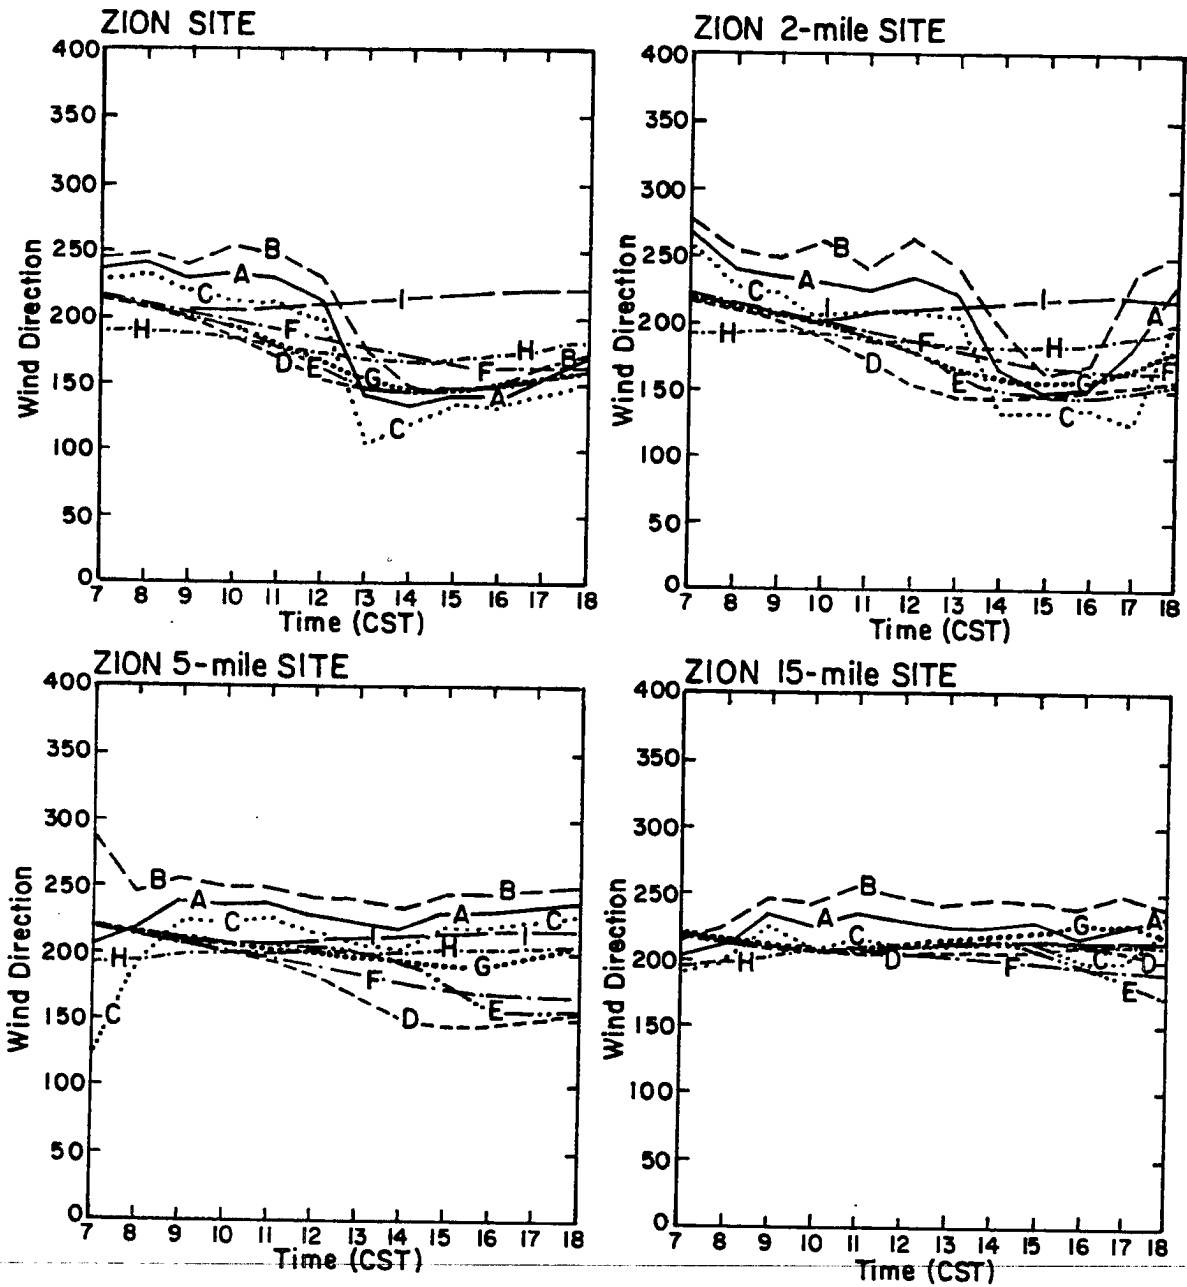 ZION SITE
400
350
300
250
200
150
100
50
0
Wind Direction
B
A
C
I
H
F
H
D
E
G
F
B
A
C
7 8 9 10 11 12 13 14 15 16 17 18
Time (CST)
ZION 2-mile SITE
400
350
300
250
200
150
100
50
0
Wind Direction
B
A
C
I
I
A
H
F
H
D
E
G
F
C
7 8 9 10 11 12 13 14 15 16 17 18
Time (CST)
ZION 5-mile SITE
400
350
300
250
200
150
100
50
0
Wind Direction
B
B
A
A
C
C
I
I
H
H
G
F
E
D
C
7 8 9 10 11 12 13 14 15 16 17 18
Time (CST)
ZION 15-mile SITE
400
350
300
250
200
150
100
50
0
Wind Direction
B
A
G
A
C
H
D
F
C
D
E
7 8 9 10 11 12 13 14 15 16 17 18
Time (CST)